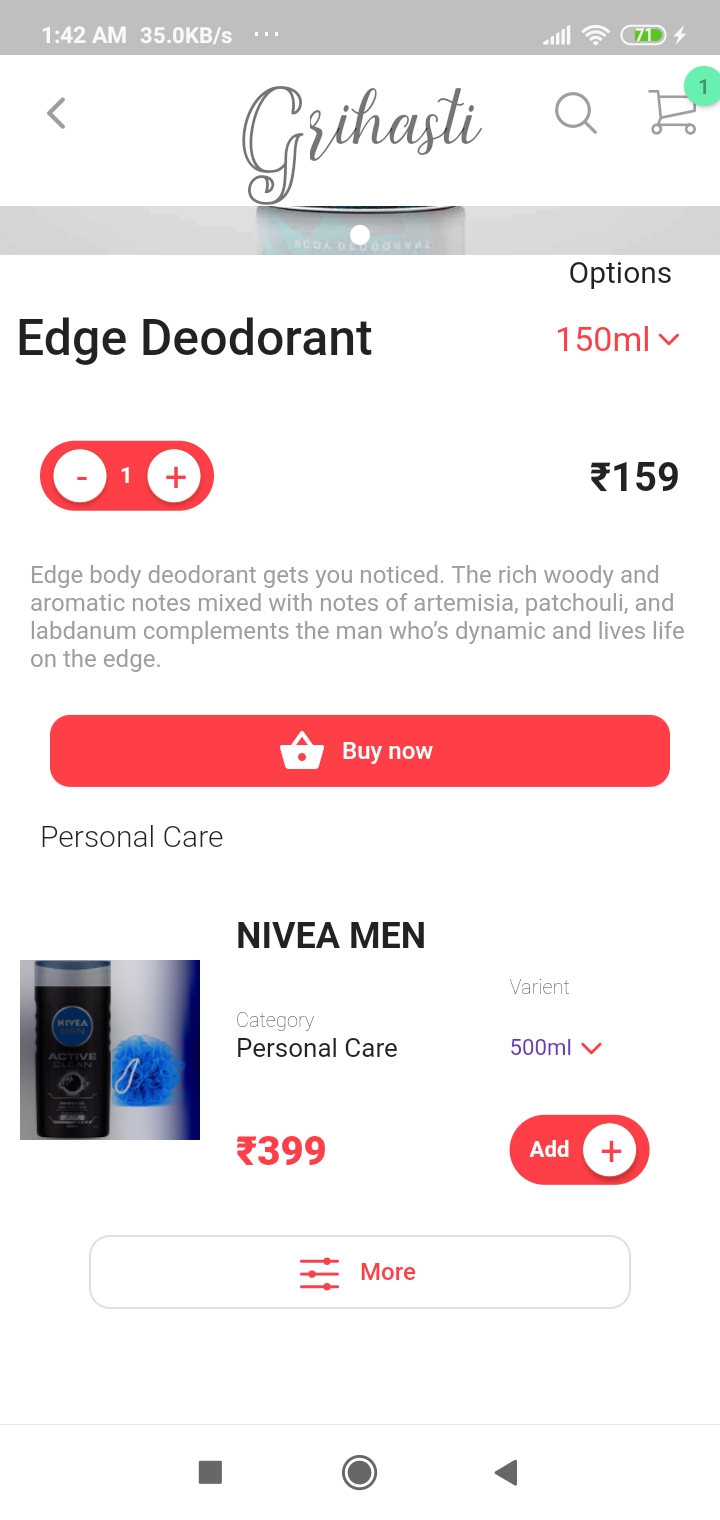 1:42 AM 35.0KB/s ... 71
1
Grihasti
BODY DEODORANT
Options
Edge Deodorant 150ml
- 1 + ₹159
Edge body deodorant gets you noticed. The rich woody and
aromatic notes mixed with notes of artemisia, patchouli, and
labdanum complements the man who's dynamic and lives life
on the edge.
Buy now
Personal Care
NIVEA MEN
Varient
Category
Personal Care 500ml
NIVEA
MEN
ACTIVE
CLEAN
₹399 Add +
More